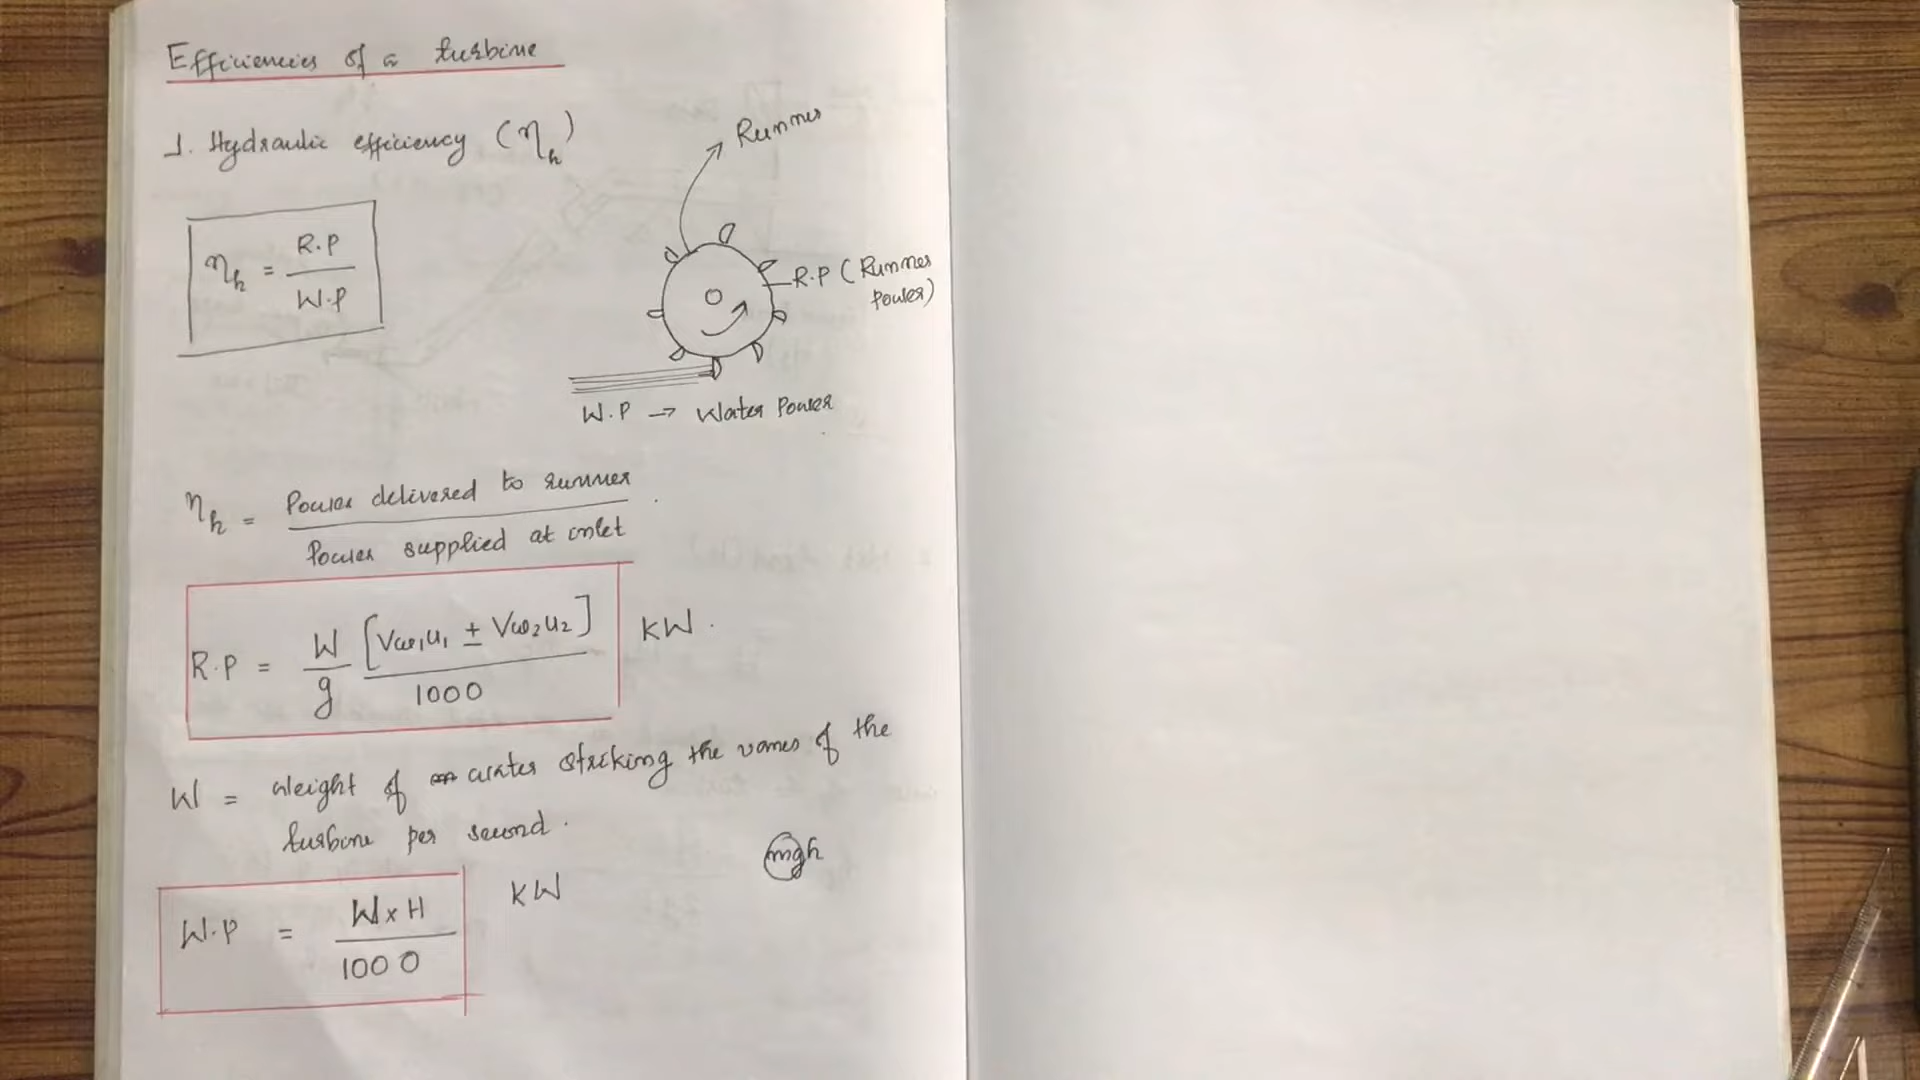 Efficiencies of a turbine
1. Hydraulic efficiency (ηh)
Runner
ηh = R.P / W.P
R.P (Runner
Power)
W.P → Water Power
ηh = Power delivered to runner / Power supplied at inlet
R.P = W/g [Vw1u1 ± Vw2u2] / 1000 KW.
W = Weight of water striking the vanes of the
turbine per second.
mgh
W.P = W x H / 1000 KW